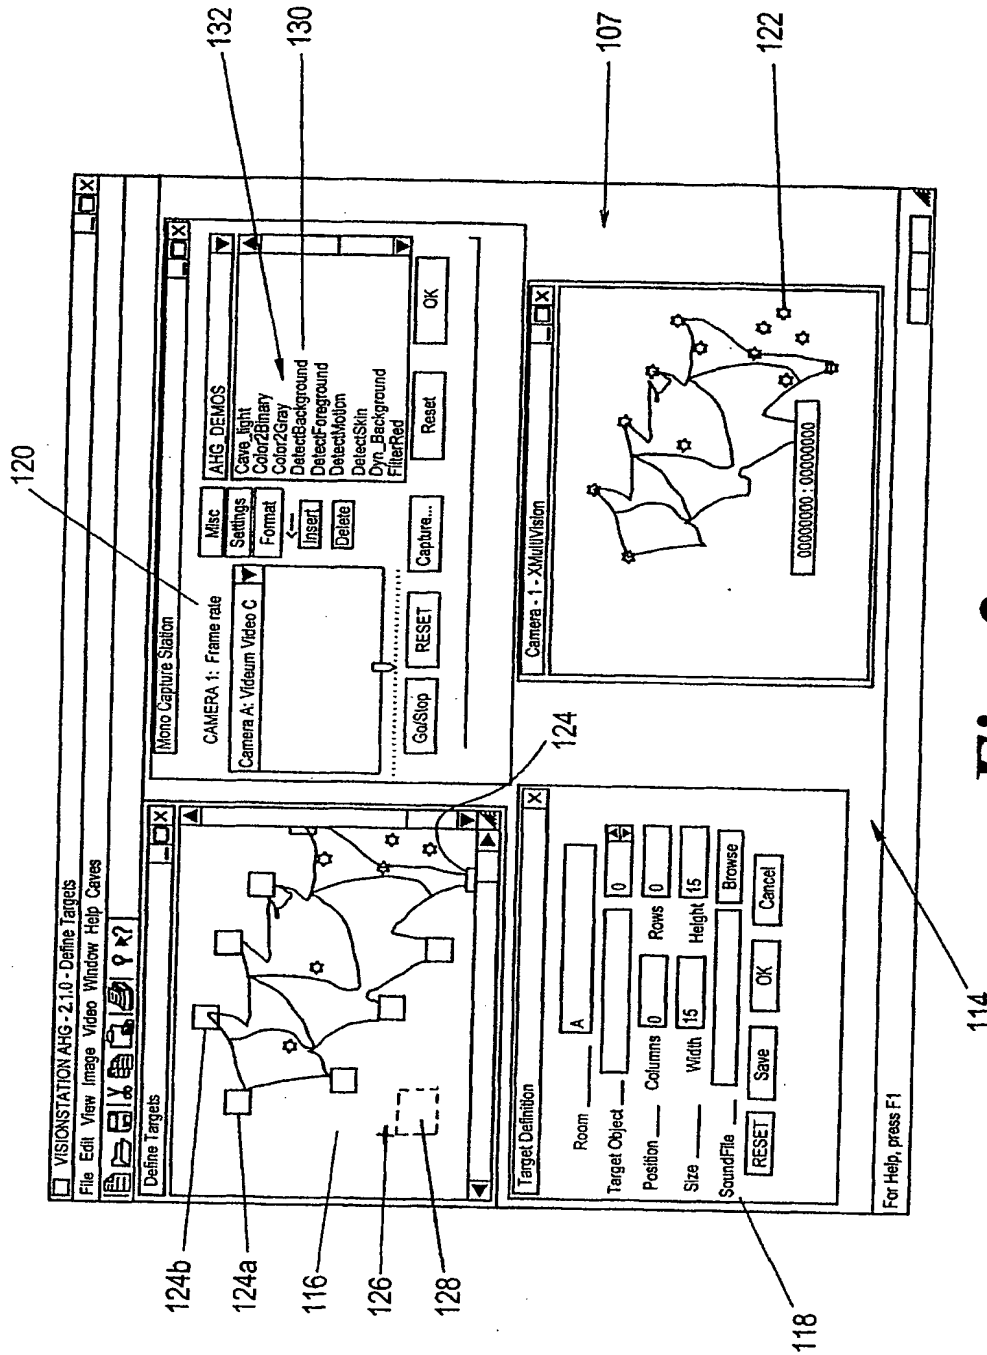 VISIONSTATION AHG - 2.1.0 - Define Targets
File Edit View Image Video Window Help Caves
Define Targets
Mono Capture Station
CAMERA 1: Frame rate
Camera A: Videum Video C
Misc
Settings
Format
<---
Insert
Delete
AHG_DEMOS
Cave_light
Color2Binary
Color2Gray
DetectBackground
DetectForeground
DetectMotion
DetectSkin
Dyn_Background
FilterRed
Go/Stop
RESET
Capture....
Reset
OK
Target Definition
Room
A
Target Object
0
Position
Columns
0
Rows
0
Size
Width
15
Height
15
SoundFile
Browse
RESET
Save
OK
Cancel
Camera - 1 - XMultiVision
00000000 : 00000000
For Help, press F1
124b
124a
116
126
128
118
120
124
114
132
130
107
122